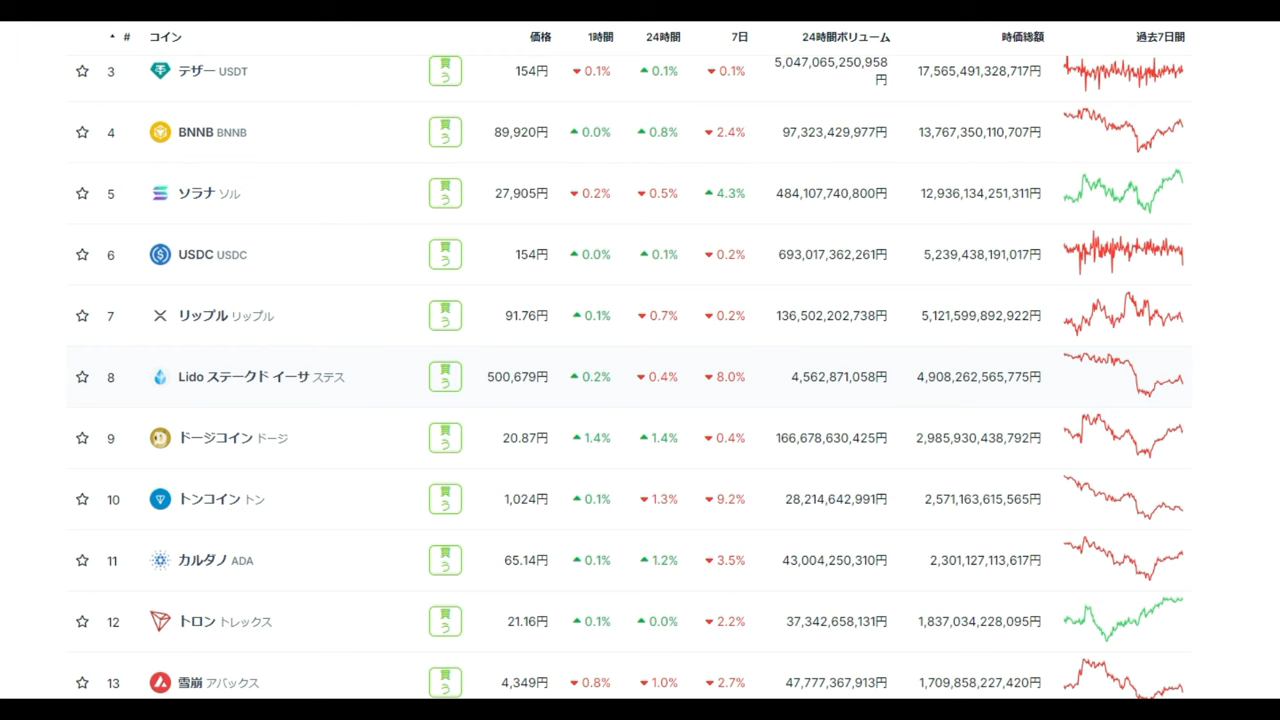 # コイン 価格 1時間 24時間 7日 24時間ボリューム 時価総額 過去7日間
3 テザー USDT 買う 154円 0.1% 0.1% 0.1% 5,047,065,250,958円 17,565,491,328,717円
4 BNNB BNNB 買う 89,920円 0.0% 0.8% 2.4% 97,323,429,977円 13,767,350,110,707円
5 ソラナ ソル 買う 27,905円 0.2% 0.5% 4.3% 484,107,740,800円 12,936,134,251,311円
6 USDC USDC 買う 154円 0.0% 0.1% 0.2% 693,017,362,261円 5,239,438,191,017円
7 リップル リップル 買う 91.76円 0.1% 0.7% 0.2% 136,502,202,738円 5,121,599,892,922円
8 Lido ステークド イーサ ステス 買う 500,679円 0.2% 0.4% 8.0% 4,562,871,058円 4,908,262,565,775円
9 ドージコイン ドージ 買う 20.87円 1.4% 1.4% 0.4% 166,678,630,425円 2,985,930,438,792円
10 トンコイン トン 買う 1,024円 0.1% 1.3% 9.2% 28,214,642,991円 2,571,163,615,565円
11 カルダノ ADA 買う 65.14円 0.1% 1.2% 3.5% 43,004,250,310円 2,301,127,113,617円
12 トロン トレックス 買う 21.16円 0.1% 0.0% 2.2% 37,342,658,131円 1,837,034,228,095円
13 雪崩 アバックス 買う 4,349円 0.8% 1.0% 2.7% 47,777,367,913円 1,709,858,227,420円